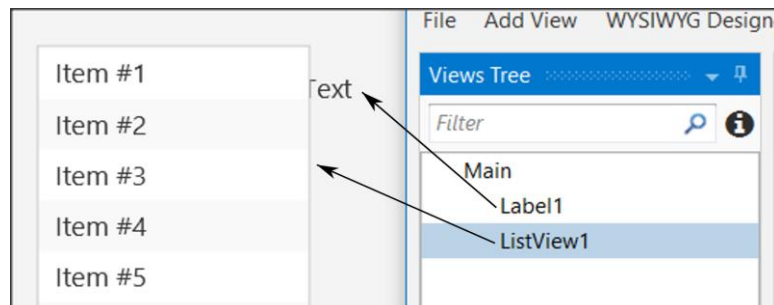 Item #1
Item #2
Item #3
Item #4
Item #5
Text
File Add View WYSIWYG Design
Views Tree
Filter
Main
Label1
ListView1